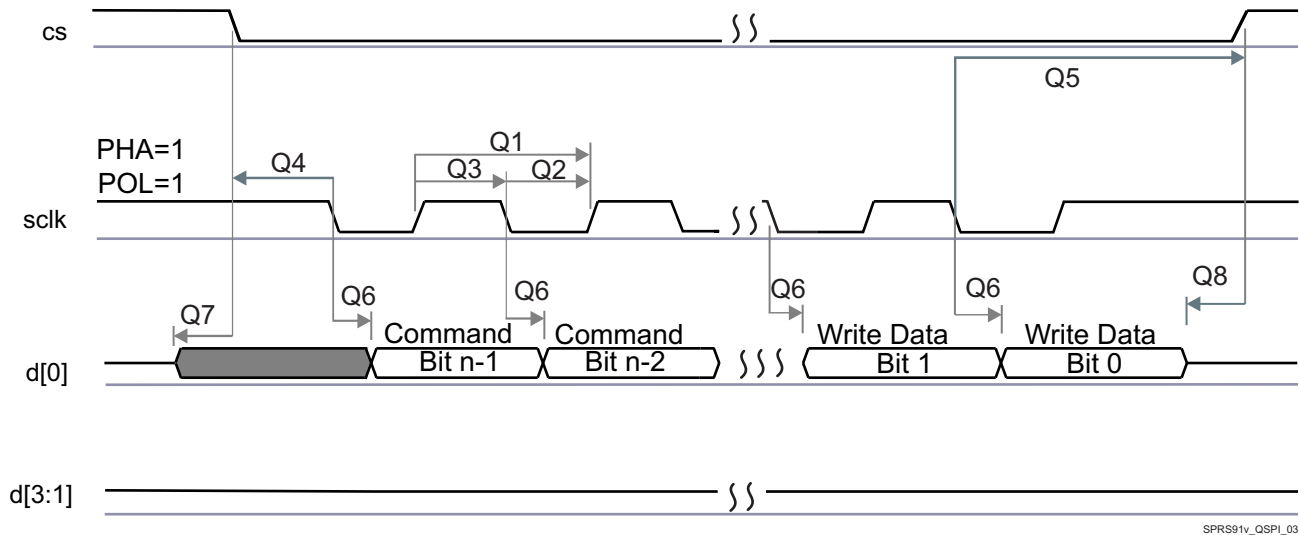 cs
Q5
PHA=1
Q1
Q4
Q3 Q2
POL=1
sclk
Q7
Q6
Q6
Q6
Q6
Q8
Command Command Write Data Write Data
d[0] Bit n-1 Bit n-2 Bit 1 Bit 0
d[3:1]
SPRS91v_QSPI_03